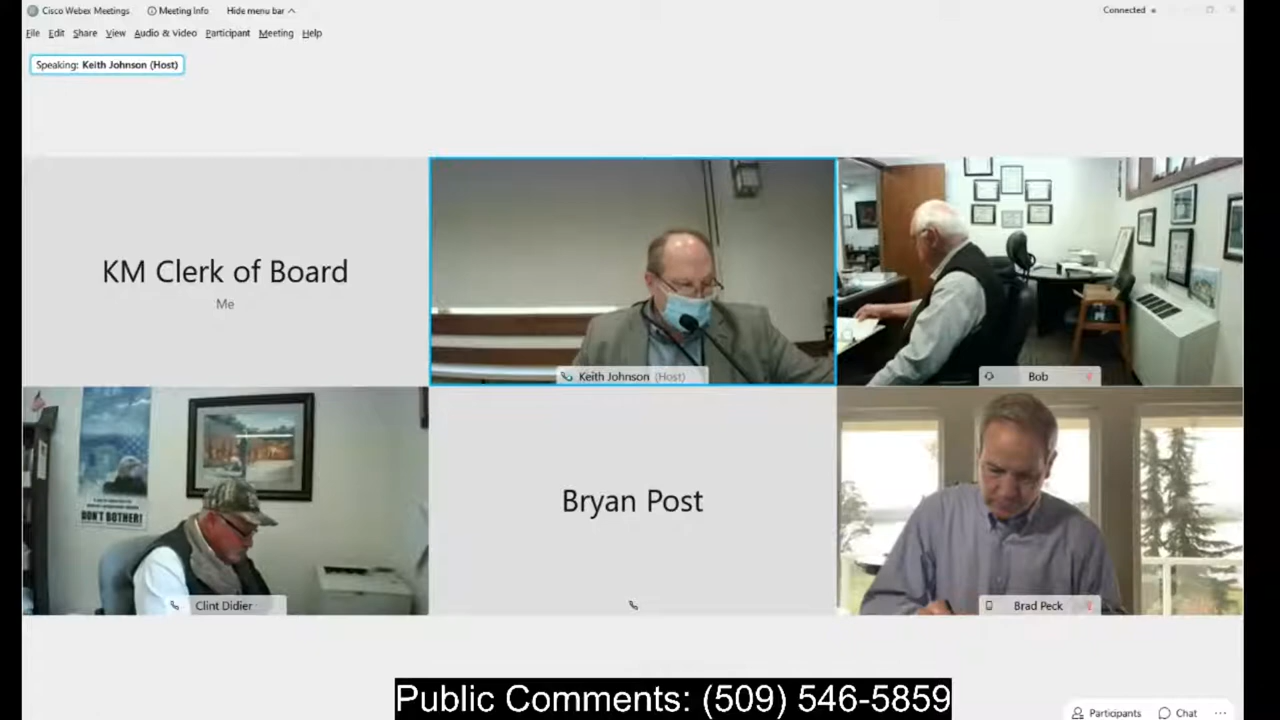 Cisco Webex Meetings
Meeting Info
Hide menu bar
Connected
File Edit Share View Audio & Video Participant Meeting Help
Speaking: Keith Johnson (Host)
KM Clerk of Board
Me
Keith Johnson (Host)
Bob
DON'T BOTHER!
Clint Didier
Bryan Post
Brad Peck
Public Comments: (509) 546-5859
Participants
Chat